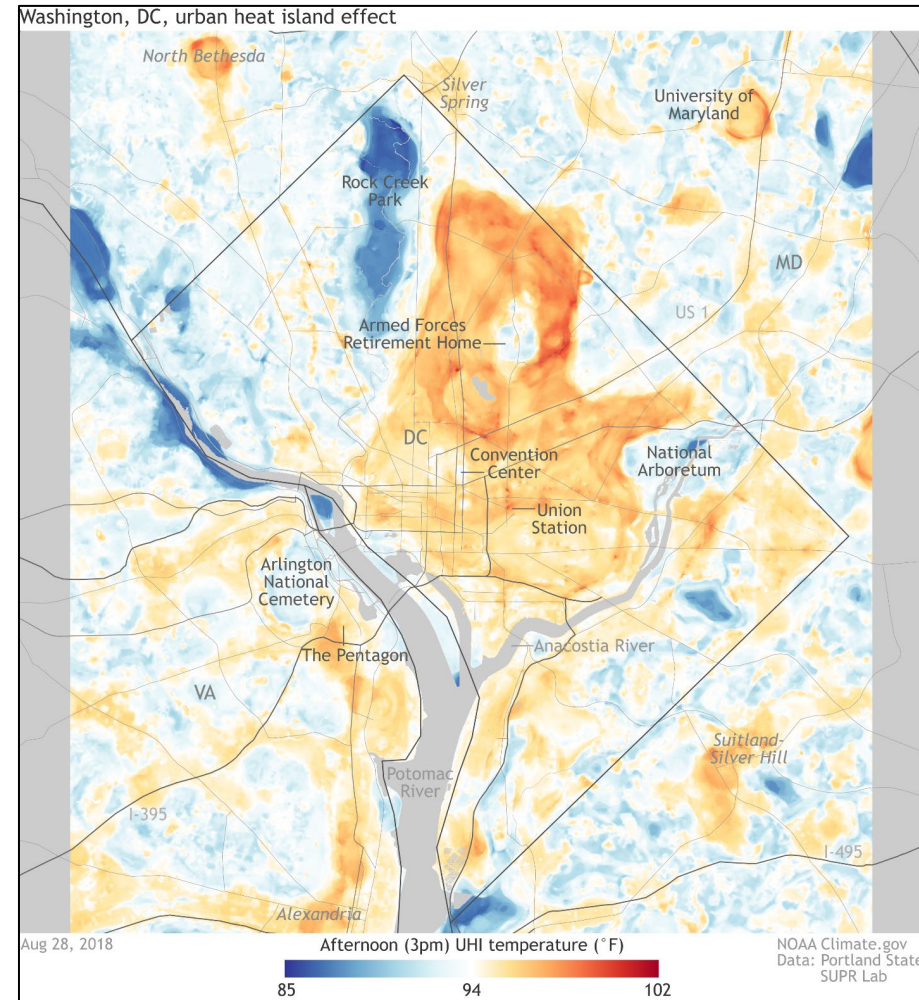 Washington, DC, urban heat island effect
North Bethesda
Silver
Spring
University of
Maryland
Rock Creek
Park
MD
US 1
Armed Forces
Retirement Home
DC
Convention
Center
National
Arboretum
Union
Station
Arlington
National
Cemetery
Anacostia River
The Pentagon
VA
Suitland-
Silver Hill
Potomac
River
I-395
I-495
Alexandria
Aug 28, 2018
Afternoon (3pm) UHI temperature (°F)
85
94
102
NOAA Climate.gov
Data: Portland State
SUPR Lab